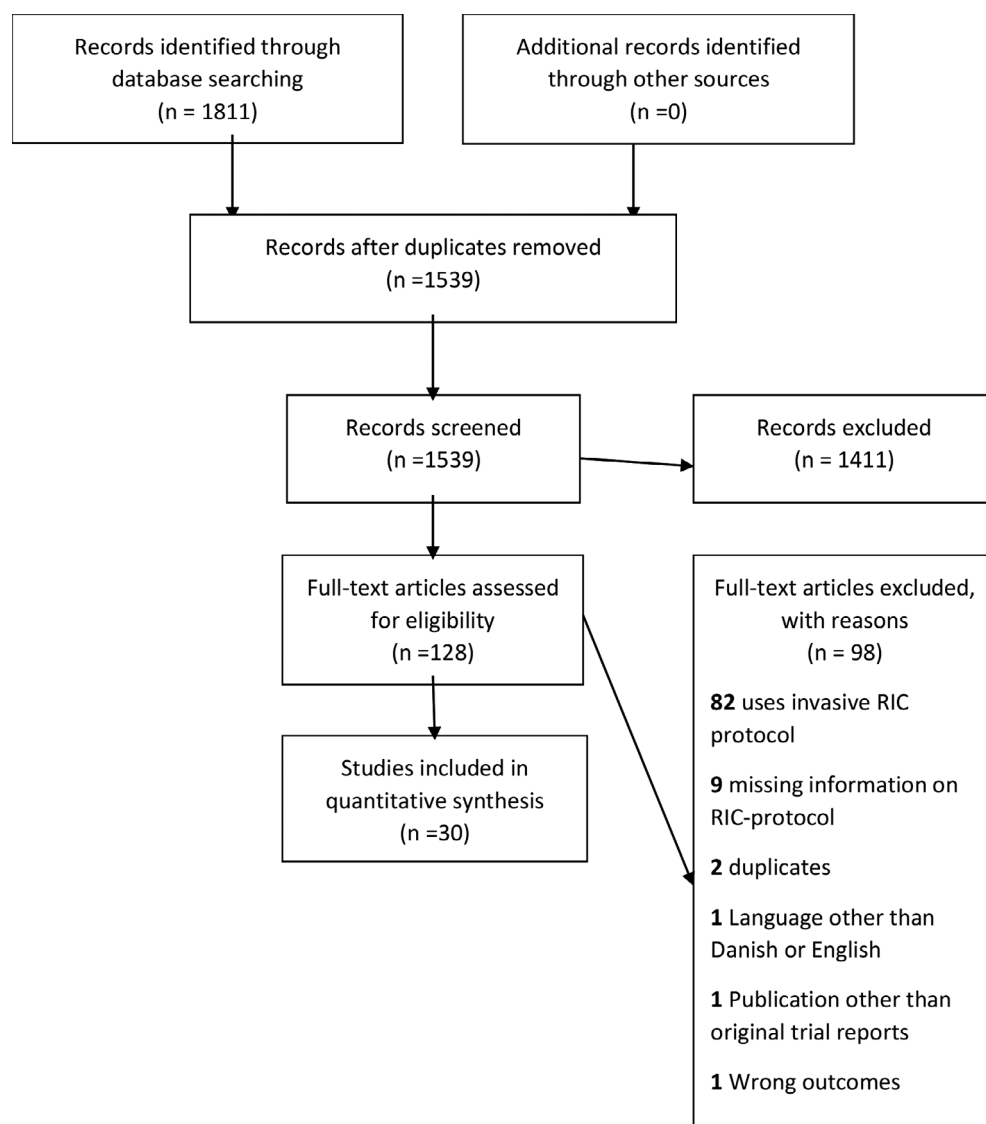 Records identified through
database searching
(n = 1811)
Additional records identified
through other sources
(n =0)
Records after duplicates removed
(n =1539)
Records screened
(n =1539)
Records excluded
(n = 1411)
Full-text articles assessed
for eligibility
(n =128)
Full-text articles excluded,
with reasons
(n = 98)
82 uses invasive RIC
protocol
9 missing information on
RIC-protocol
2 duplicates
1 Language other than
Danish or English
1 Publication other than
original trial reports
1 Wrong outcomes
Studies included in
quantitative synthesis
(n =30)